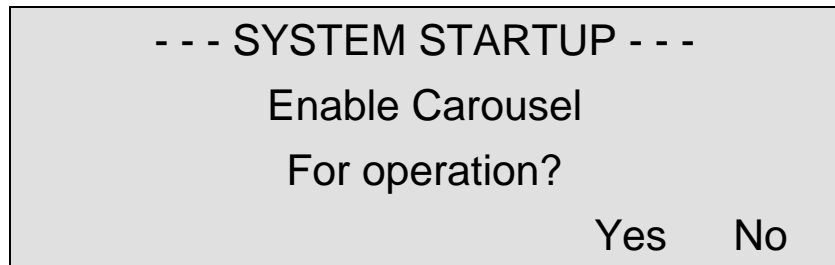 - - - SYSTEM STARTUP - - -
Enable Carousel
For operation?
Yes No